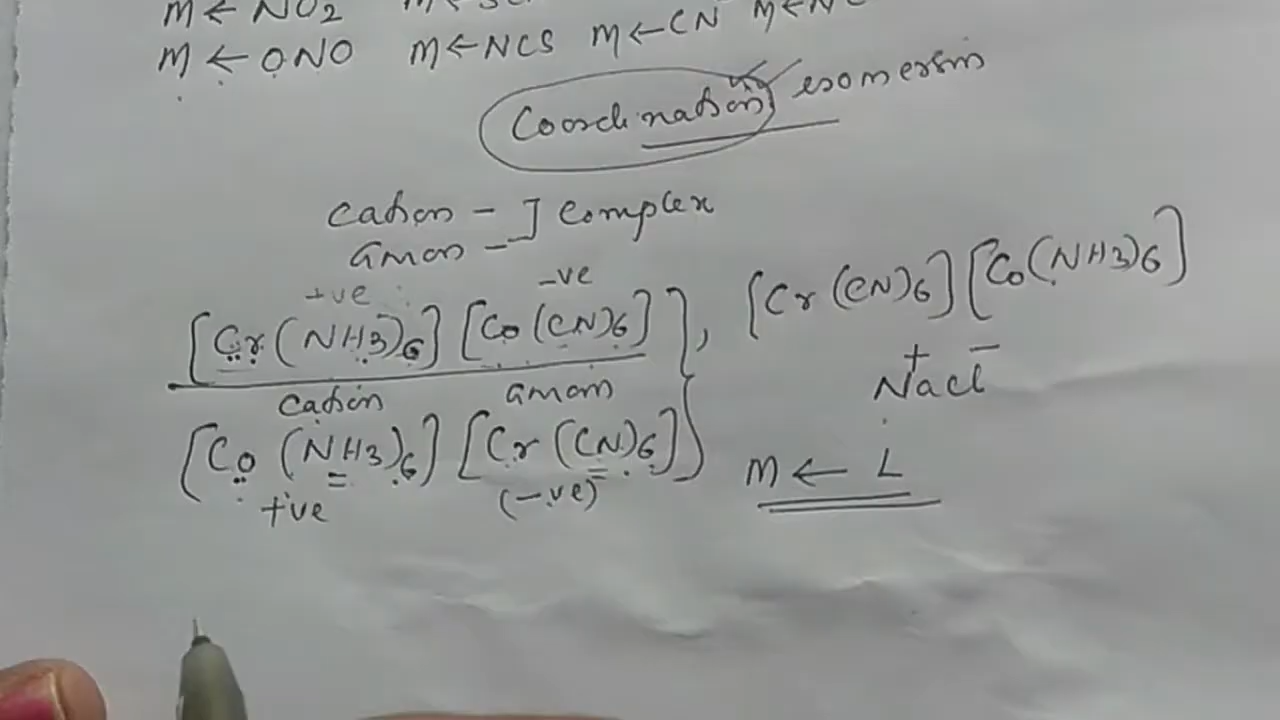 M ← NO2 M ←
M ← ONO M ← NCS M ← CN M ← N
Coordination isomerism
cation - ] complex
anion -
+ve -ve
[Cr(NH3)6] [Co(CN)6] }, [Cr(CN)6] [Co(NH3)6]
cation anion
+ -
NaCl
[Co(NH3)6] [Cr(CN)6]
M ← L
+ve (-ve)